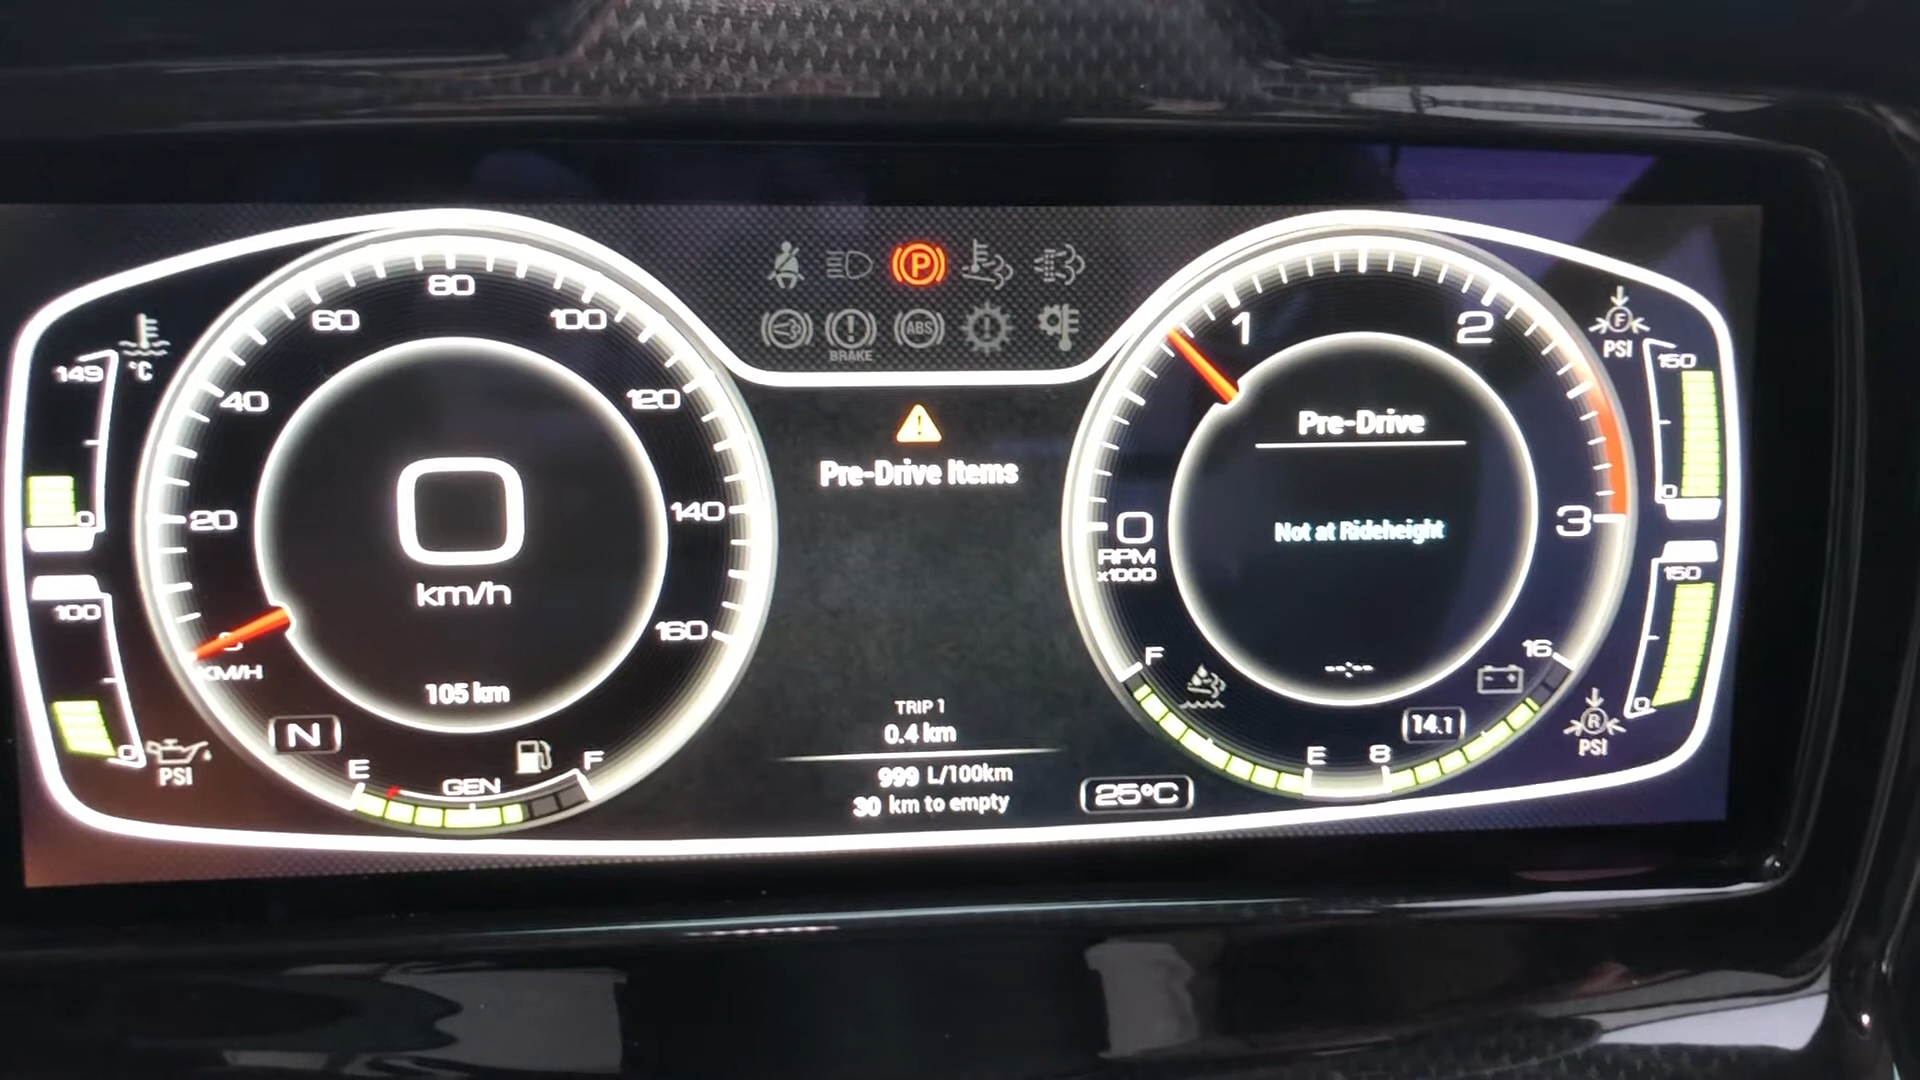 P
BRAKE
ABS
149
°C
0
100
0
PSI
20
40
60
80
100
120
140
160
KM/H
0
km/h
105 km
N
E
GEN
F
Pre-Drive Items
TRIP 1
0.4 km
999 L/100km
30 km to empty
25°C
0
1
2
3
RPM
x1000
Pre-Drive
Not at Rideheight
--:--
F
E
8
14.1
16
F
PSI
150
0
150
0
R
PSI